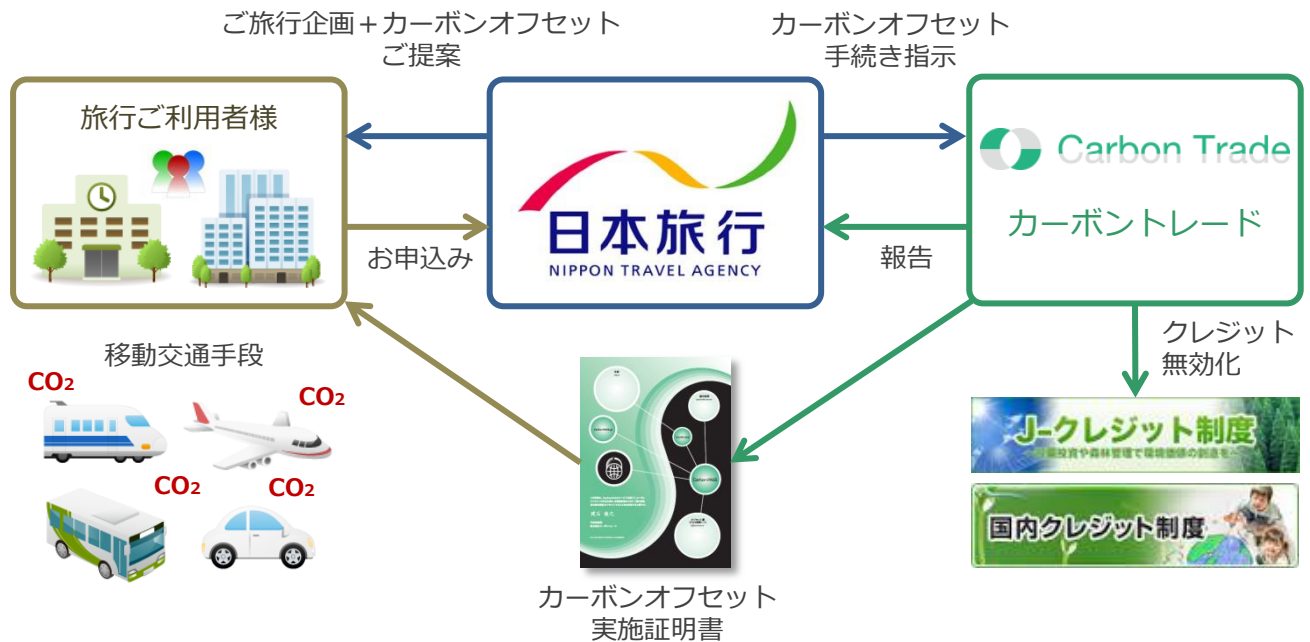 ご旅行企画＋カーボンオフセット
ご提案
カーボンオフセット
手続き指示
旅行ご利用者様
日本旅行
NIPPON TRAVEL AGENCY
Carbon Trade
カーボントレード
お申込み
報告
移動交通手段
CO₂
CO₂
CO₂
CO₂
クレジット
無効化
J-クレジット制度
国内クレジット制度
カーボンオフセット
実施証明書